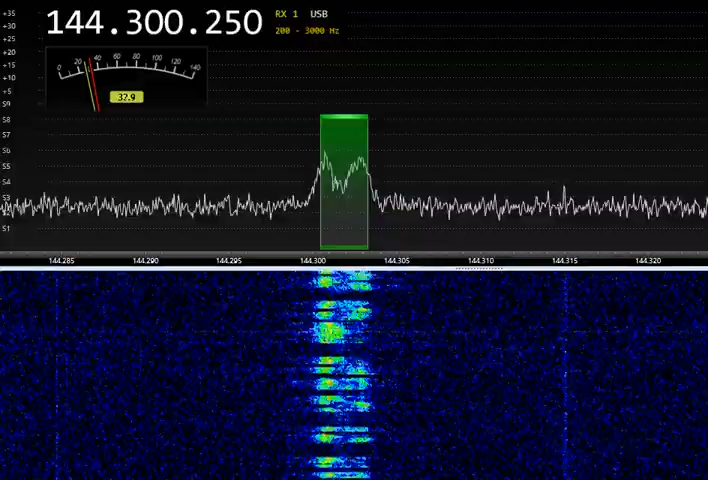 +35
+30
+25
+20
+15
+10
+5
S9
S8
S7
S6
S5
S4
S3
S2
S1
144.300.250
RX 1 USB
200 - 3000 Hz
0 20 40 60 80 100 120 140
32.9
144.285 144.290 144.295 144.300 144.305 144.310 144.315 144.320